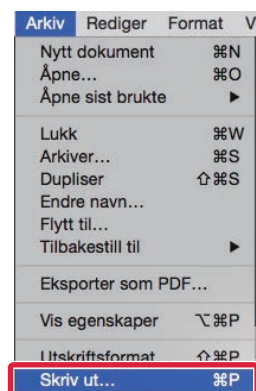 Arkiv Rediger Format V
Nytt dokument ⌘N
Åpne... ⌘O
Åpne sist brukte ▶
Lukk ⌘W
Arkiver... ⌘S
Dupliser ⇧⌘S
Endre navn...
Flytt til...
Tilbakestill til ▶
Eksporter som PDF...
Vis egenskaper ⌥⌘P
Utskriftsformat ⇧⌘P
Skriv ut... ⌘P